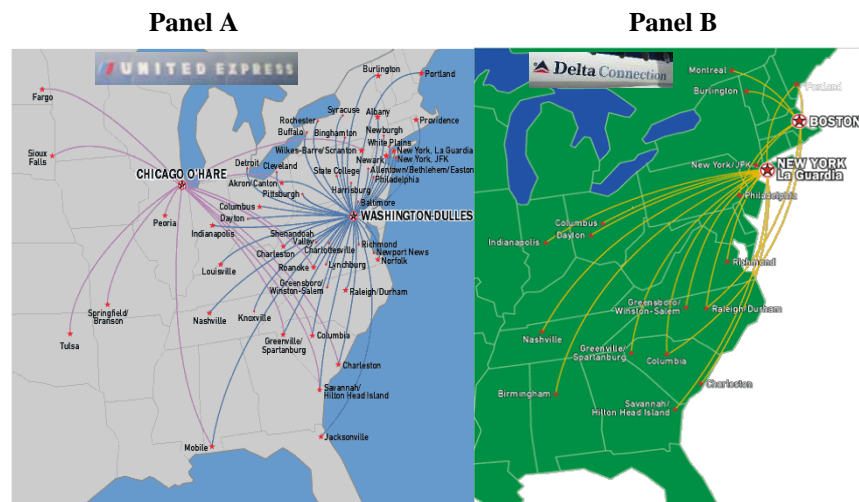 Panel A
Panel B
UNITED EXPRESS
Delta Connection
Burlington
Portland
Fargo
Syracuse
Albany
Rochester
Providence
Buffalo
Binghamton
Newburgh
White Plains
Sioux
Falls
Wilkes-Barre/Scranton
New York, La Guardia
Newark
New York, JFK
Detroit
Cleveland
State College
Allentown/Bethlehem/Easton
Philadelphia
CHICAGO O'HARE
Akron/Canton
Harrisburg
Pittsburg
Baltimore
Columbus
Peoria
Dayton
WASHINGTON-DULLES
Indianapolis
Shenandoah
Valley
Charlottesville
Richmond
Charleston
Newport News
Norfolk
Louisville
Roanoke
Lynchburg
Greensboro/
Winston-Salem
Raleigh/Durham
Springfield/
Branson
Nashville
Knoxville
Tulsa
Greenville/
Spartanburg
Columbia
Charleston
Savannah/
Hilton Head Island
Mobile
Jacksonville
Montreal
Burlington
Portland
BOSTON
New York/JFK
NEW YORK
La Guardia
Philadelphia
Columbus
Dayton
Indianapolis
Richmond
Greensboro/
Winston-Salem
Raleigh/Durham
Nashville
Greenville/
Spartanburg
Columbia
Birmingham
Charleston
Savannah/
Hilton Head Island